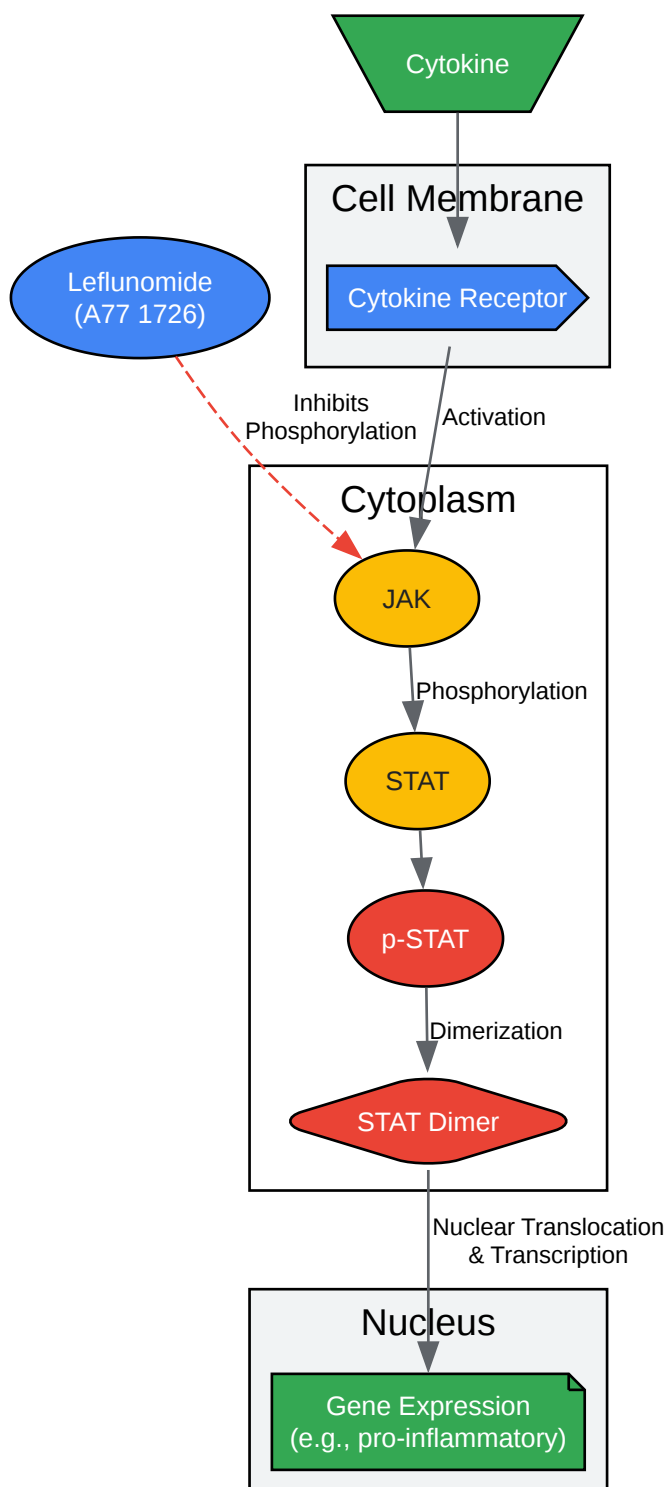 Cytokine
Cell Membrane
Leflunomide
(A77 1726)
Cytokine Receptor
Inhibits
Phosphorylation
Activation
Cytoplasm
JAK
Phosphorylation
STAT
p-STAT
Dimerization
STAT Dimer
Nuclear Translocation
& Transcription
Nucleus
Gene Expression
(e.g., pro-inflammatory)